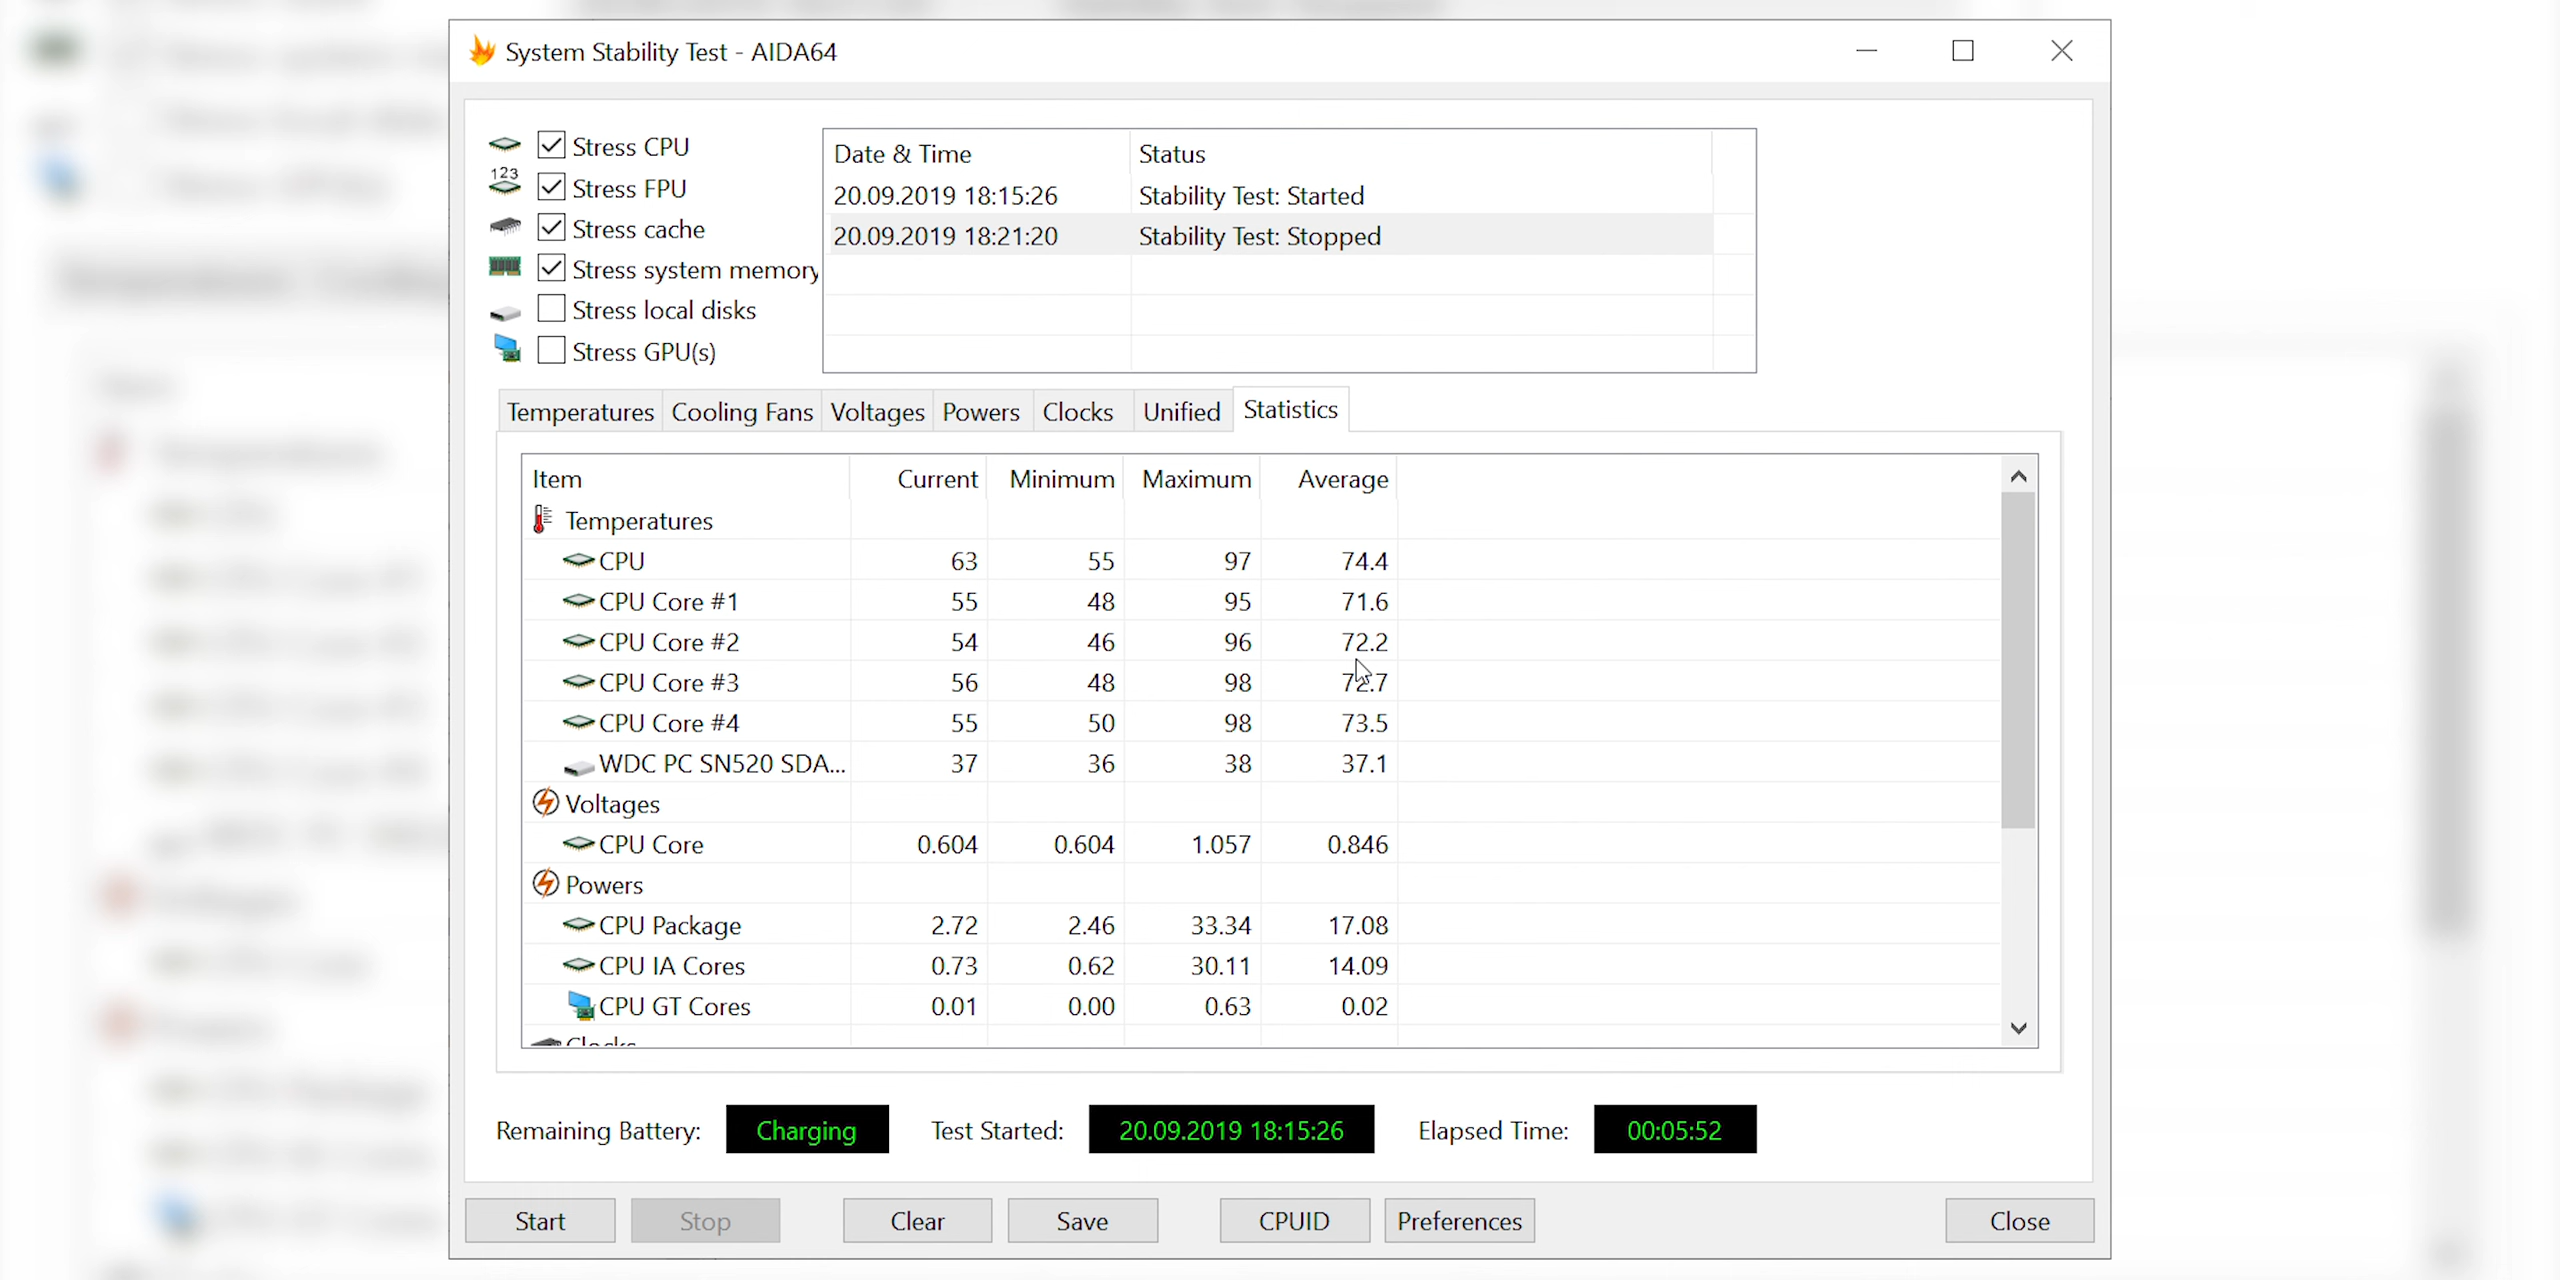 System Stability Test - AIDA64
Stress CPU
123
Stress FPU
Stress cache
Stress system memory
Stress local disks
Stress GPU(s)
Date & Time Status
20.09.2019 18:15:26 Stability Test: Started
20.09.2019 18:21:20 Stability Test: Stopped
Temperatures Cooling Fans Voltages Powers Clocks Unified Statistics
Item Current Minimum Maximum Average
Temperatures
CPU 63 55 97 74.4
CPU Core #1 55 48 95 71.6
CPU Core #2 54 46 96 72.2
CPU Core #3 56 48 98 72.7
CPU Core #4 55 50 98 73.5
WDC PC SN520 SDA... 37 36 38 37.1
Voltages
CPU Core 0.604 0.604 1.057 0.846
Powers
CPU Package 2.72 2.46 33.34 17.08
CPU IA Cores 0.73 0.62 30.11 14.09
CPU GT Cores 0.01 0.00 0.63 0.02
Clocks
Remaining Battery: Charging Test Started: 20.09.2019 18:15:26 Elapsed Time: 00:05:52
Start Stop Clear Save CPUID Preferences Close